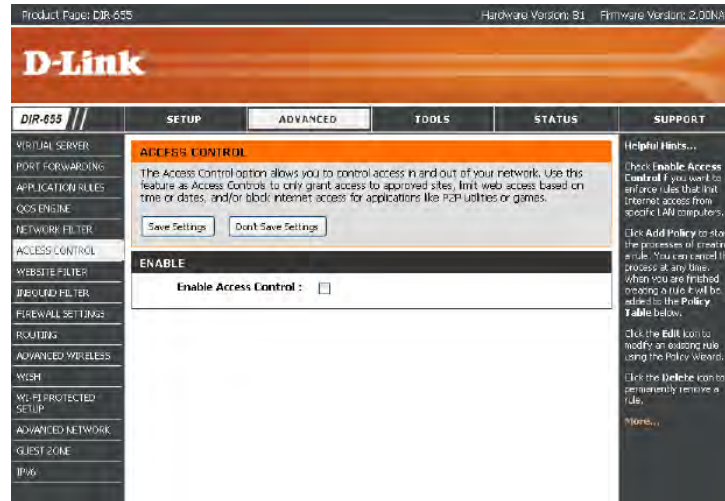 Product Page: DIR-655
Hardware Version: B1
Firmware Version: 2.00NA
D-Link
DIR-655
SETUP
ADVANCED
TOOLS
STATUS
SUPPORT
VIRTUAL SERVER
PORT FORWARDING
APPLICATION RULES
QOS ENGINE
NETWORK FILTER
ACCESS CONTROL
WEBSITE FILTER
INBOUND FILTER
FIREWALL SETTINGS
ROUTING
ADVANCED WIRELESS
WISH
WI-FI PROTECTED
SETUP
ADVANCED NETWORK
GUEST ZONE
IPV6
ACCESS CONTROL
The Access Control option allows you to control access in and out of your network. Use this
feature as Access Controls to only grant access to approved sites, limit web access based on
time or dates, and/or block internet access for applications like P2P utilities or games.
Save Settings
Don't Save Settings
ENABLE
Enable Access Control :
Helpful Hints...
Check Enable Access
Control if you want to
enforce rules that limit
Internet access from
specific LAN computers.
Click Add Policy to star
the processes of creatin
a rule. You can cancel th
process at any time.
When you are finished
creating a rule it will be
added to the Policy
Table below.
Click the Edit icon to
modify an existing rule
using the Policy Wizard.
Click the Delete icon to
permanently remove a
rule.
More...